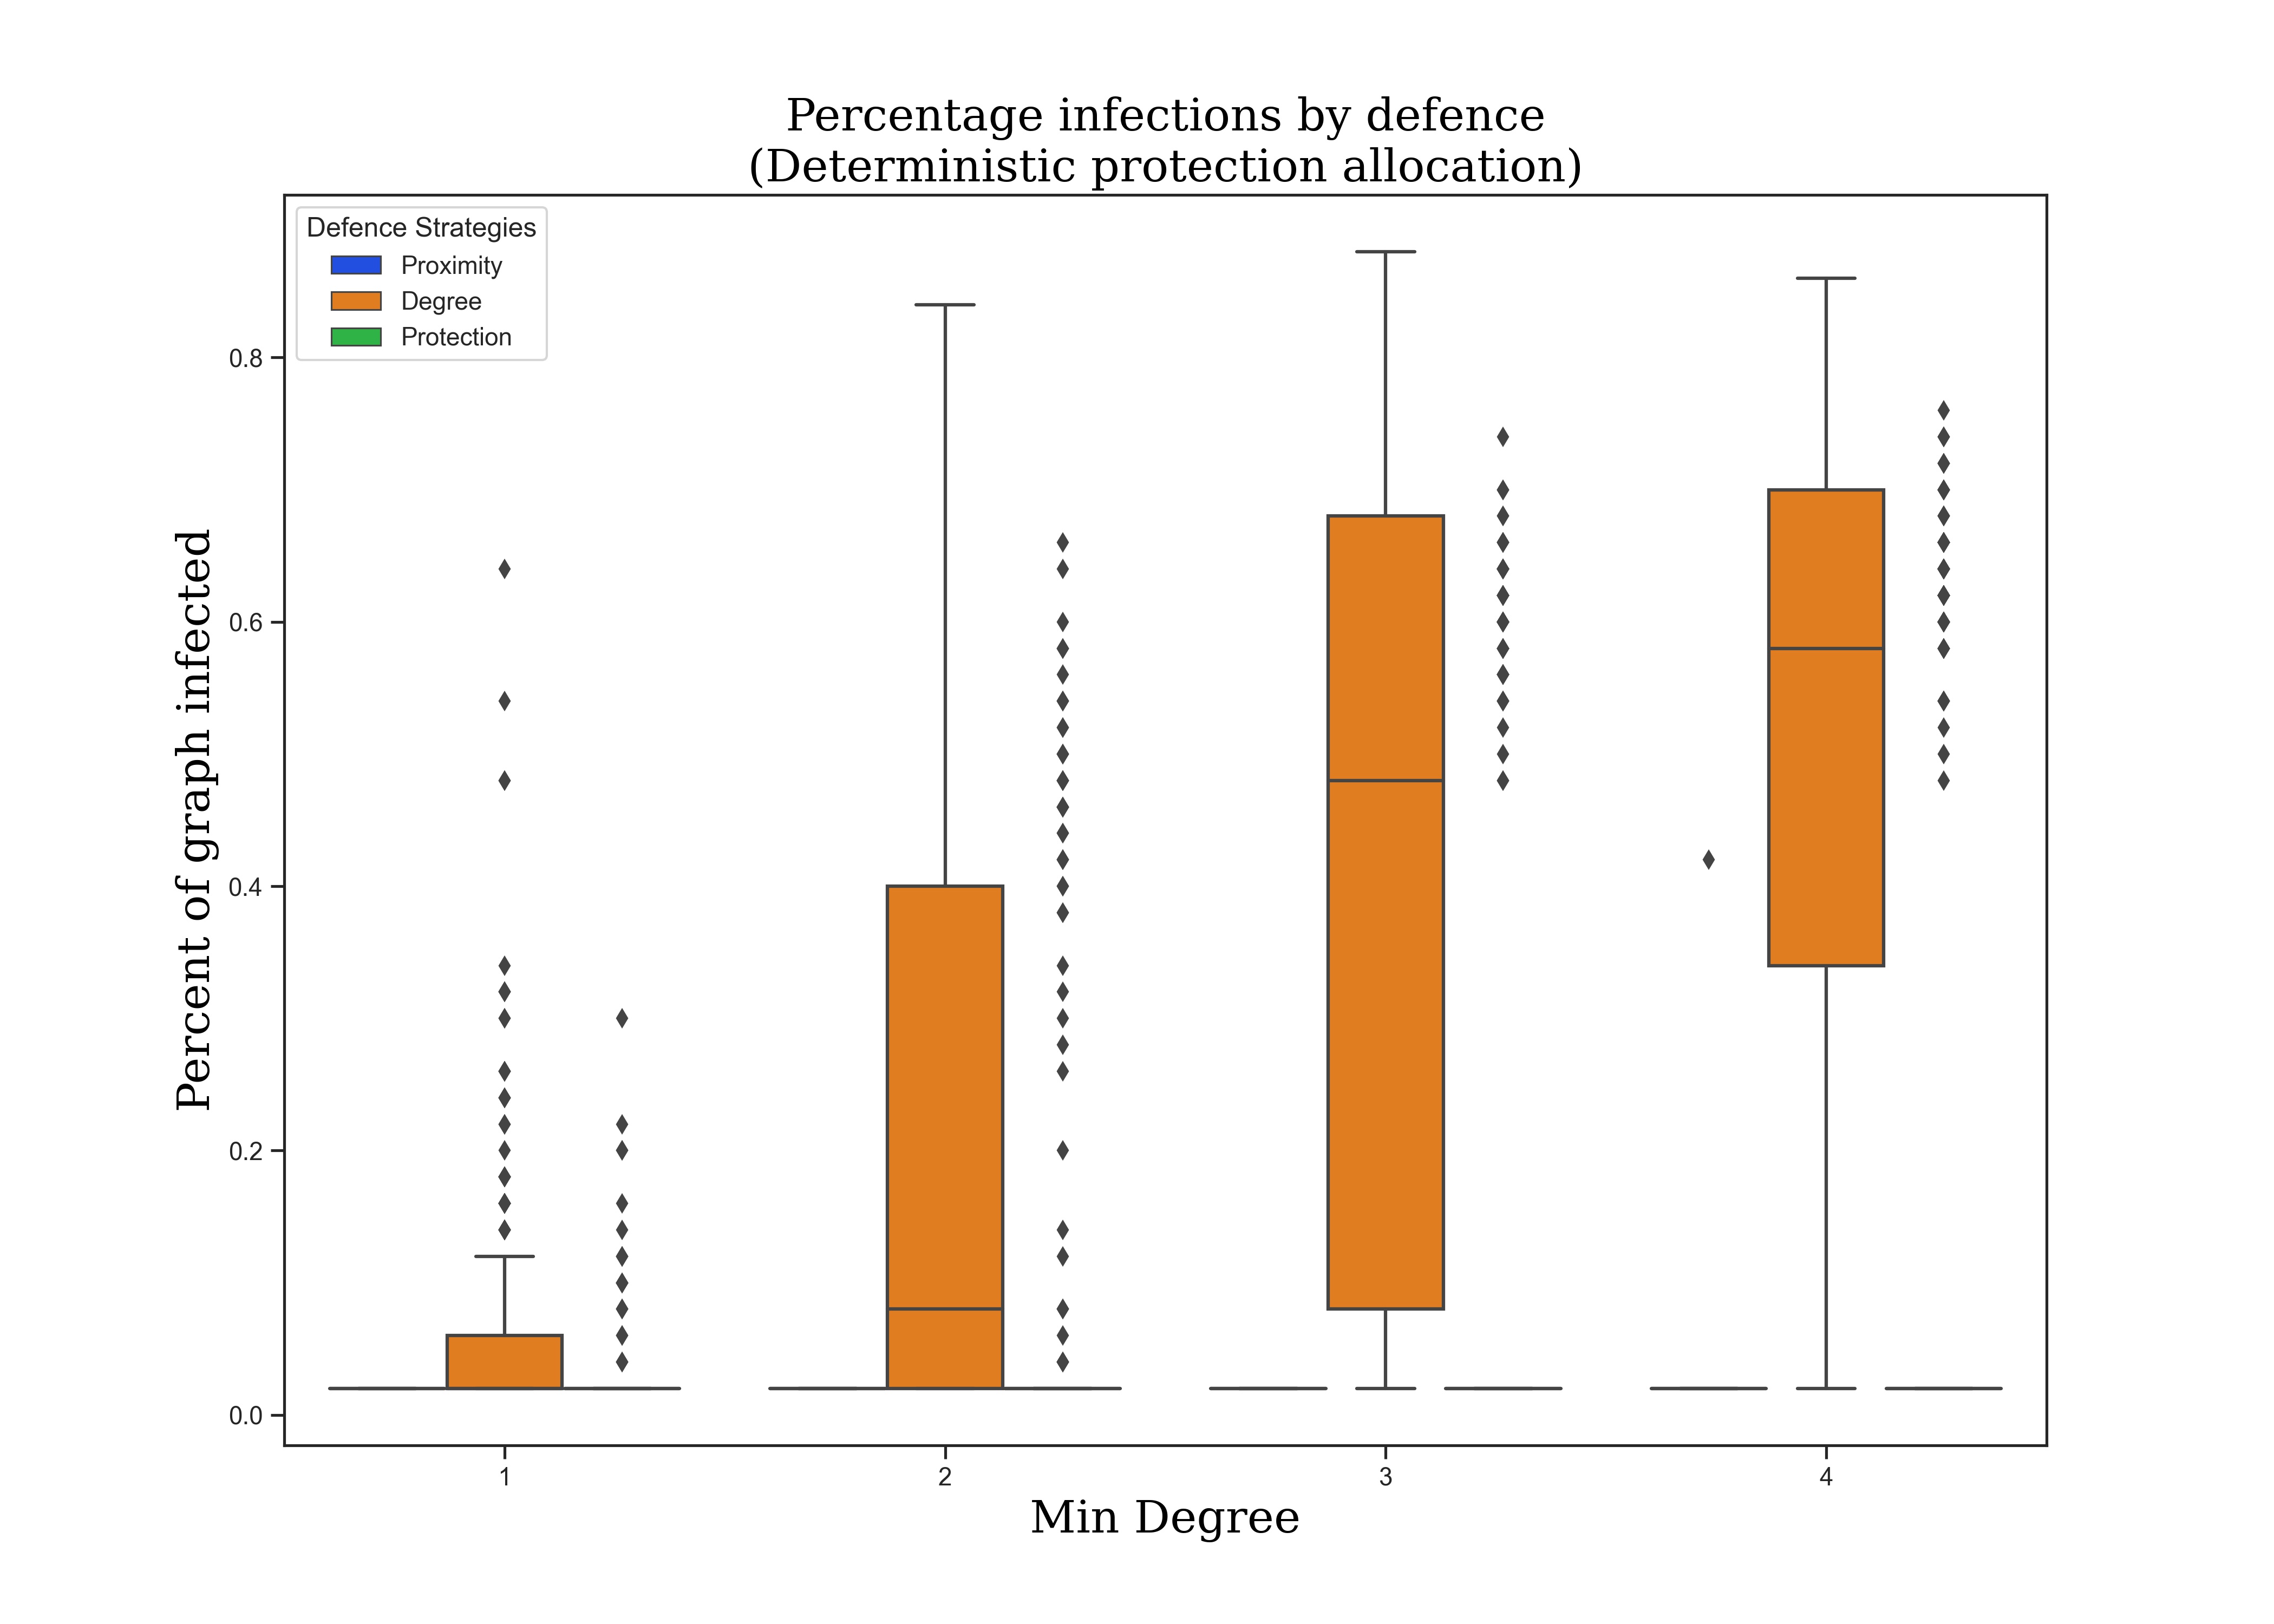 Percentage infections by defence
(Deterministic protection allocation)
Defence Strategies
Proximity
Degree
Protection
Percent of graph infected
0.8
0.6
0.4
0.2
0.0
1
2
3
4
Min Degree